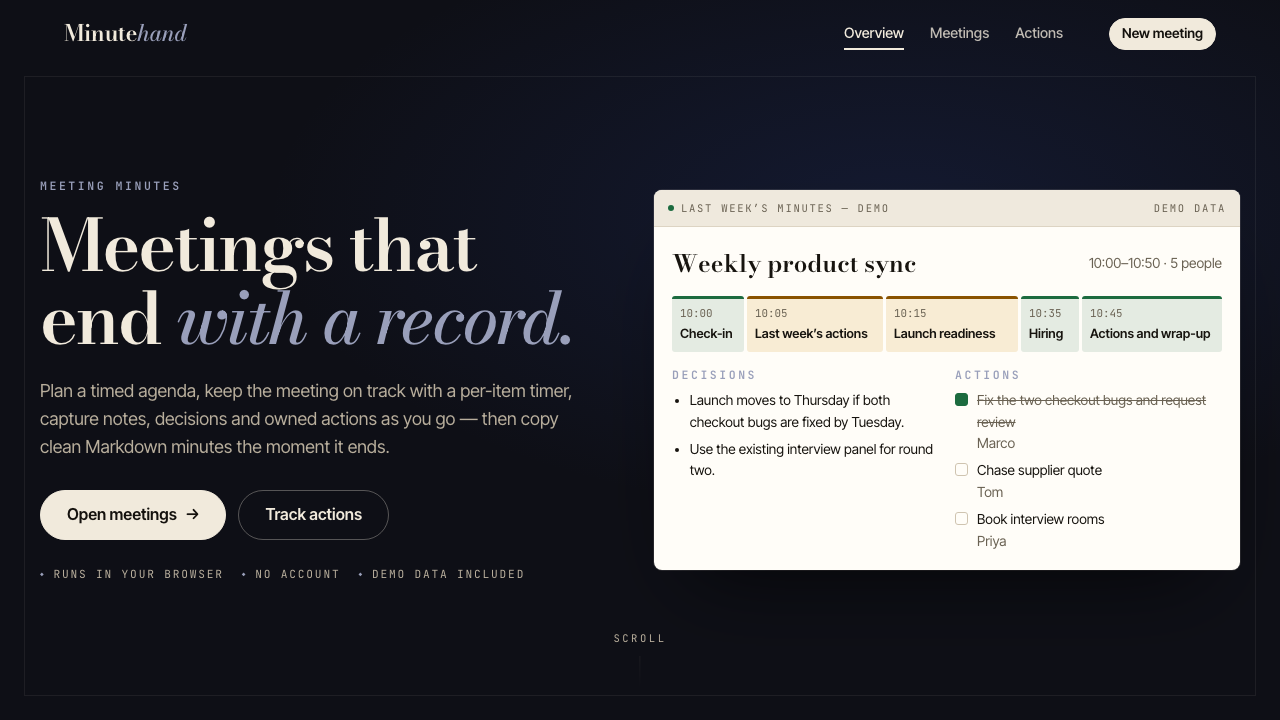 Minutehand
Overview
Meetings
Actions
New meeting
MEETING MINUTES
Meetings that
end with a record.
Plan a timed agenda, keep the meeting on track with a per-item timer,
capture notes, decisions and owned actions as you go — then copy
clean Markdown minutes the moment it ends.
Open meetings →
Track actions
• RUNS IN YOUR BROWSER
• NO ACCOUNT
• DEMO DATA INCLUDED
LAST WEEK’S MINUTES — DEMO
DEMO DATA
Weekly product sync
10:00–10:50 · 5 people
10:00
Check-in
10:05
Last week’s actions
10:15
Launch readiness
10:35
Hiring
10:45
Actions and wrap-up
DECISIONS
• Launch moves to Thursday if both
checkout bugs are fixed by Tuesday.
• Use the existing interview panel for round
two.
ACTIONS
Fix the two checkout bugs and request
review
Marco
Chase supplier quote
Tom
Book interview rooms
Priya
SCROLL